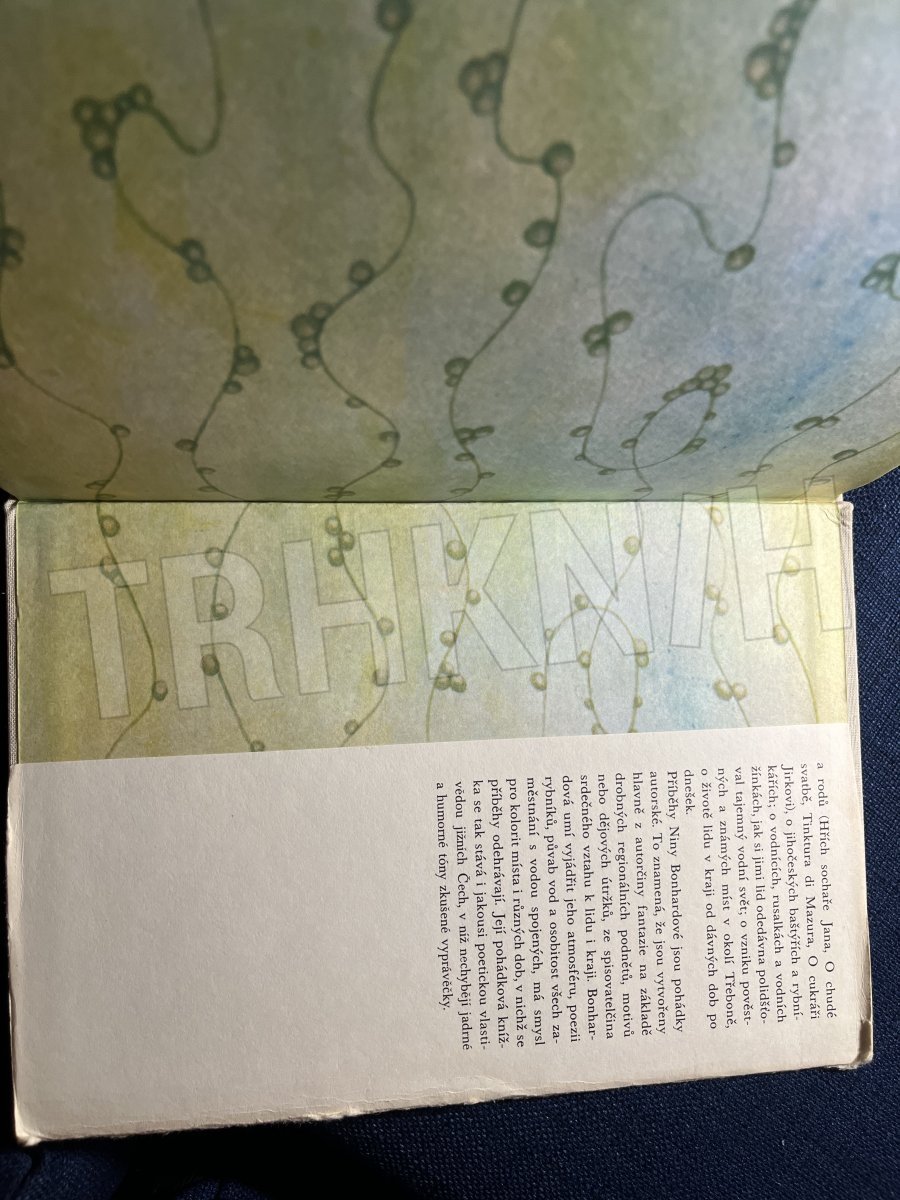 TRHKNIH
a rodů (Hřích sochaře Jana, O chudé
svatbě, Tinktura di Mazura, O cukráři
Jirkovi), o jihočeských baštýřích a rybní-
kářích; o vodnících, rusalkách a vodních
žínkách, jak si jimi lid odedávna polidšťo-
val tajemný vodní svět; o vzniku pověst-
ných a známých míst v okolí Třeboně,
o životě lidu v kraji od dávných dob po
dnešek.
Příběhy Niny Bonhardové jsou pohádky
autorské. To znamená, že jsou vytvořeny
hlavně z autorčiny fantazie na základě
drobných regionálních podnětů, motivů
nebo dějových útržků, ze spisovatelčina
srdečného vztahu k lidu i kraji. Bonhar-
dová umí vyjádřit jeho atmosféru, poezii
rybníků, půvab vod a osobitost všech za-
městnání s vodou spojených, má smysl
pro kolorit místa i různých dob, v nichž se
příběhy odehrávají. Její pohádková kníž-
ka se tak stává i jakousi poetickou vlasti-
vědou jižních Čech, v níž nechybějí jadrné
a humorné tóny zkušené vyprávěčky.